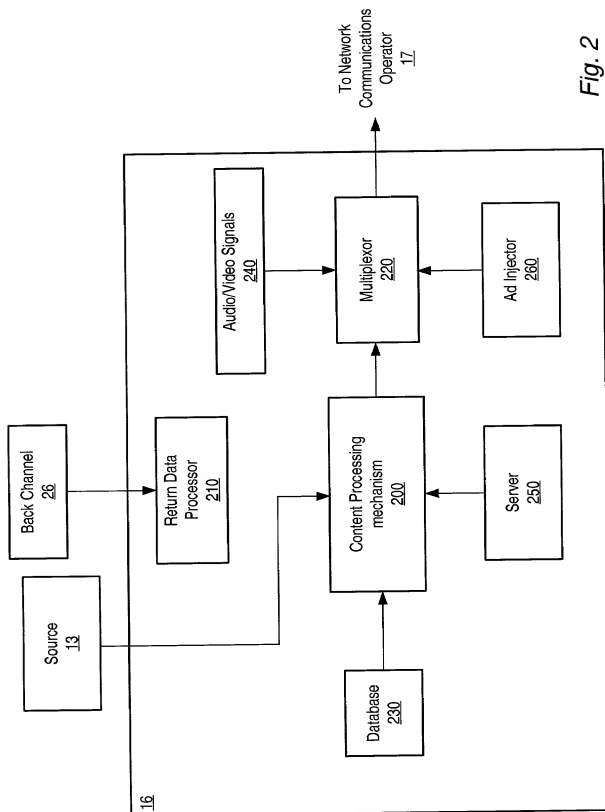 Source
13
Back Channel
26
16
Return Data
Processor
210
Audio/Video Signals
240
Database
230
Content Processing
mechanism
200
Multiplexor
220
To Network
Communications
Operator
17
Server
250
Ad Injector
260
Fig. 2